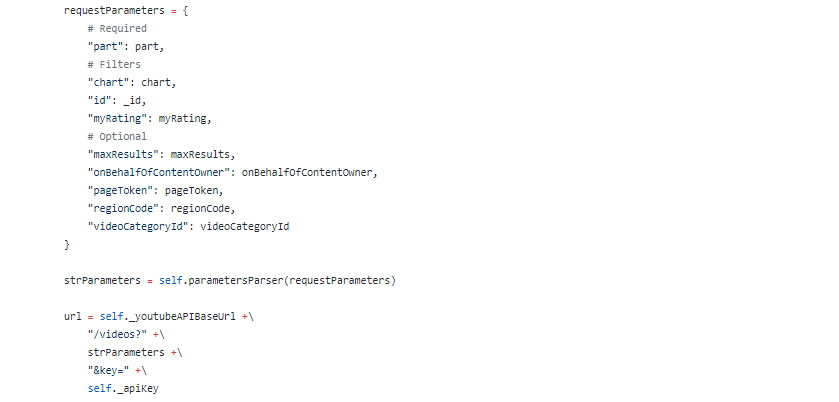 requestParameters = {
    # Required
    "part": part,
    # Filters
    "chart": chart,
    "id": _id,
    "myRating": myRating,
    # Optional
    "maxResults": maxResults,
    "onBehalfOfContentOwner": onBehalfOfContentOwner,
    "pageToken": pageToken,
    "regionCode": regionCode,
    "videoCategoryId": videoCategoryId
}

strParameters = self.parametersParser(requestParameters)

url = self._youtubeAPIBaseUrl +\
    "/videos?" +\
    strParameters +\
    "&key=" +\
    self._apiKey